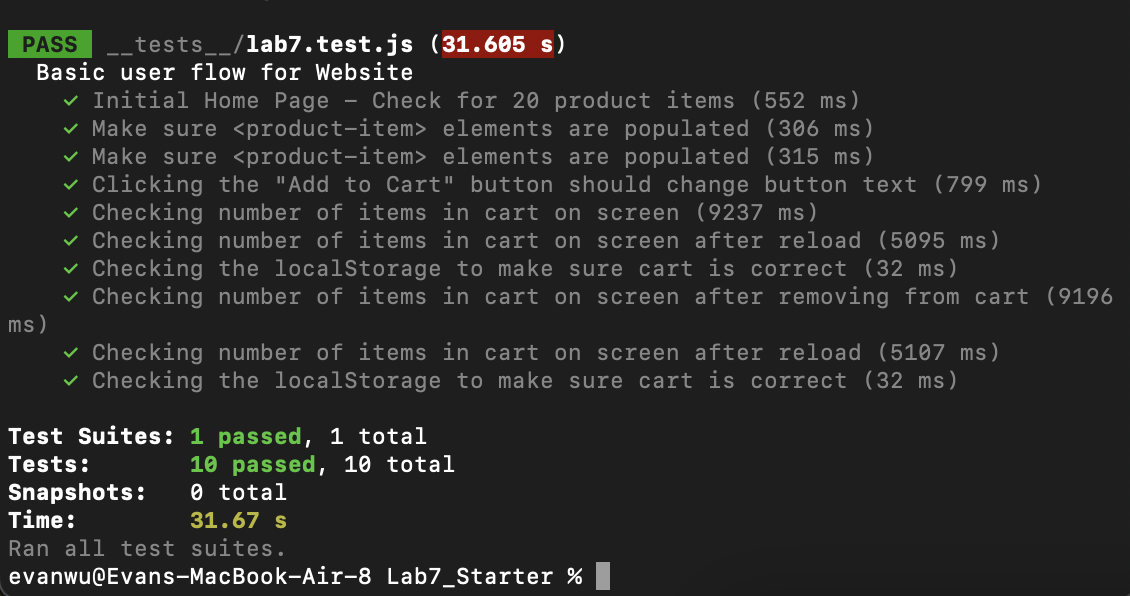 PASS __tests__/lab7.test.js (31.605 s)
Basic user flow for Website
✓ Initial Home Page – Check for 20 product items (552 ms)
✓ Make sure <product-item> elements are populated (306 ms)
✓ Make sure <product-item> elements are populated (315 ms)
✓ Clicking the "Add to Cart" button should change button text (799 ms)
✓ Checking number of items in cart on screen (9237 ms)
✓ Checking number of items in cart on screen after reload (5095 ms)
✓ Checking the localStorage to make sure cart is correct (32 ms)
✓ Checking number of items in cart on screen after removing from cart (9196
ms)
✓ Checking number of items in cart on screen after reload (5107 ms)
✓ Checking the localStorage to make sure cart is correct (32 ms)
Test Suites: 1 passed, 1 total
Tests: 10 passed, 10 total
Snapshots: 0 total
Time: 31.67 s
Ran all test suites.
evanwu@Evans-MacBook-Air-8 Lab7_Starter %